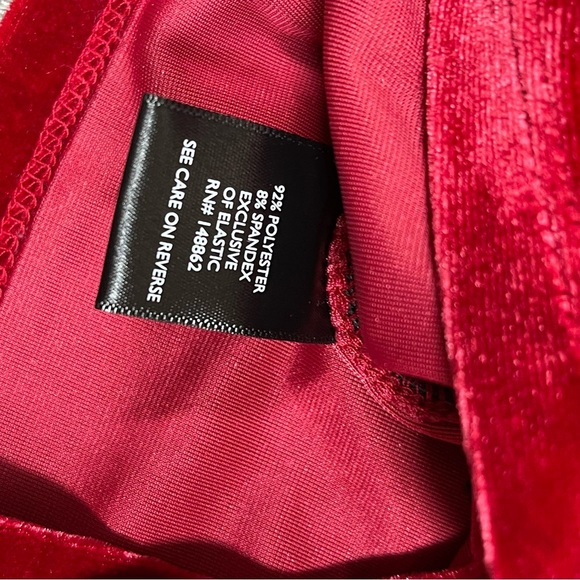 92% POLYESTER
8% SPANDEX
EXCLUSIVE
OF ELASTIC
RN# 148862
SEE CARE ON REVERSE